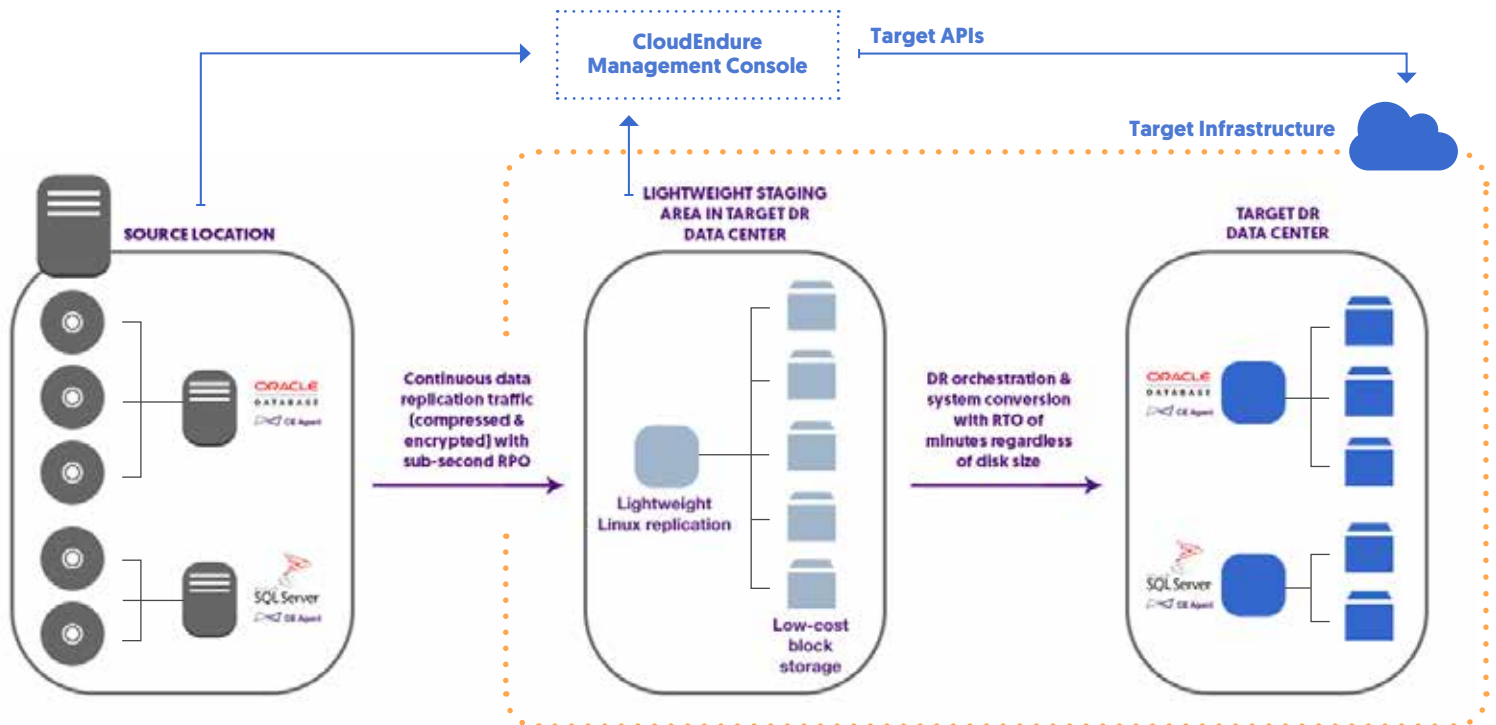 CloudEndure
Management Console
Target APIs
Target Infrastructure
SOURCE LOCATION
ORACLE
DATABASE
CE Agent
SQL Server
CE Agent
Continuous data
replication traffic
(compressed &
encrypted) with
sub-second RPO
LIGHTWEIGHT STAGING
AREA IN TARGET DR
DATA CENTER
Lightweight
Linux replication
Low-cost
block
storage
DR orchestration &
system conversion
with RTO of
minutes regardless
of disk size
TARGET DR
DATA CENTER
ORACLE
DATABASE
CE Agent
SQL Server
CE Agent